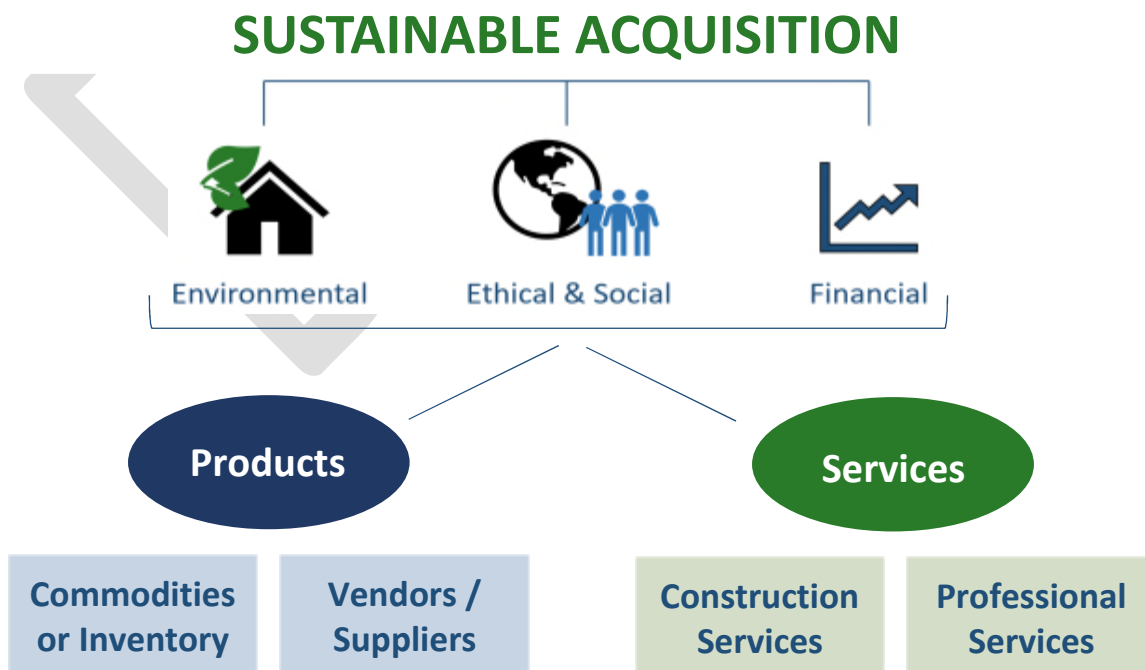 SUSTAINABLE ACQUISITION
Environmental
Ethical & Social
Financial
Products
Services
Commodities
or Inventory
Vendors /
Suppliers
Construction
Services
Professional
Services